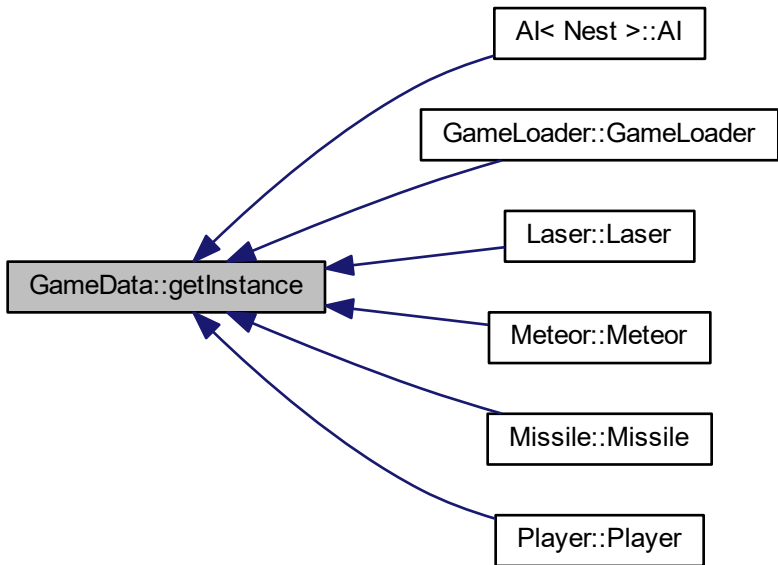 AI< Nest >::AI
GameLoader::GameLoader
Laser::Laser
GameData::getInstance
Meteor::Meteor
Missile::Missile
Player::Player